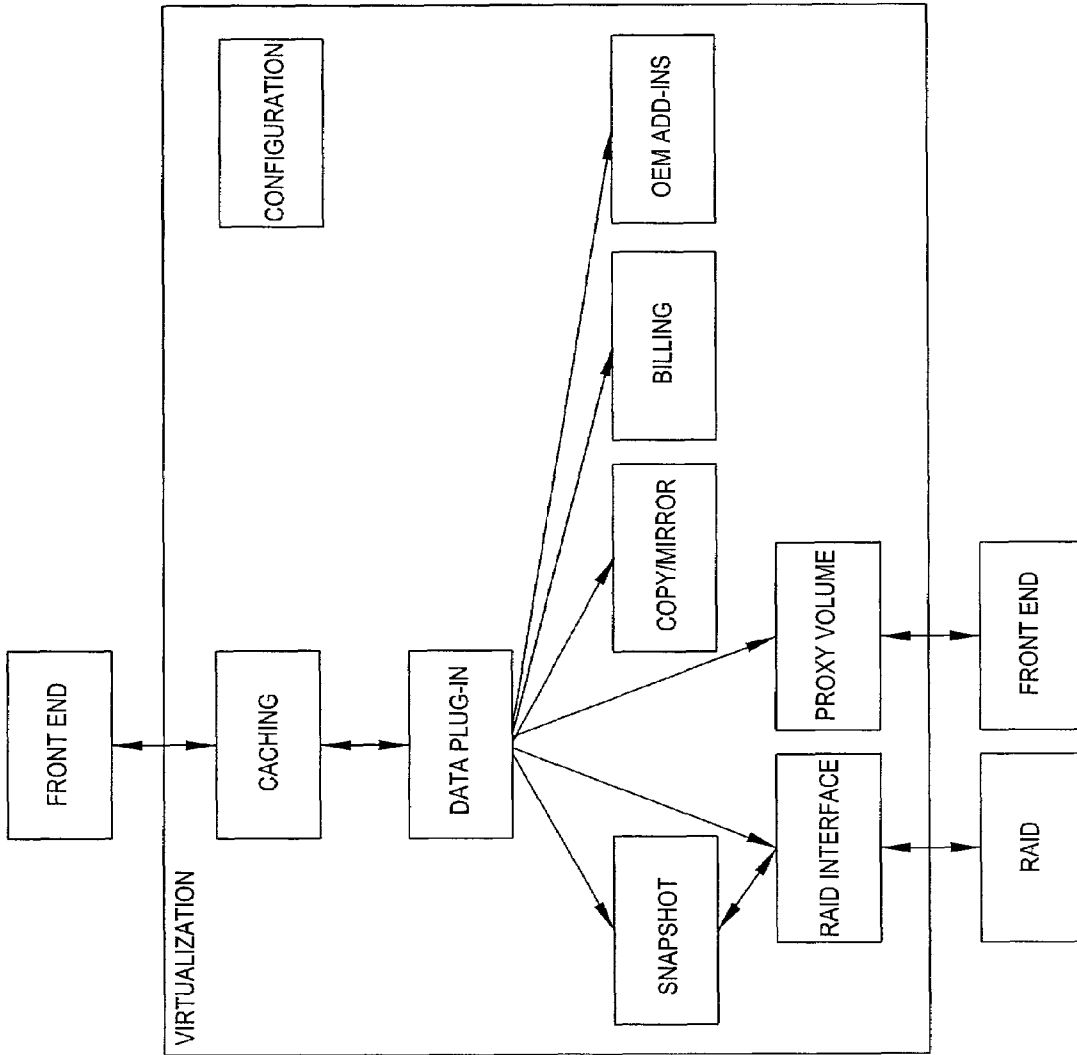 VIRTUALIZATION
FRONT END
CONFIGURATION
CACHING
DATA PLUG-IN
SNAPSHOT
COPY/MIRROR
BILLING
OEM ADD-INS
RAID INTERFACE
PROXY VOLUME
RAID
FRONT END